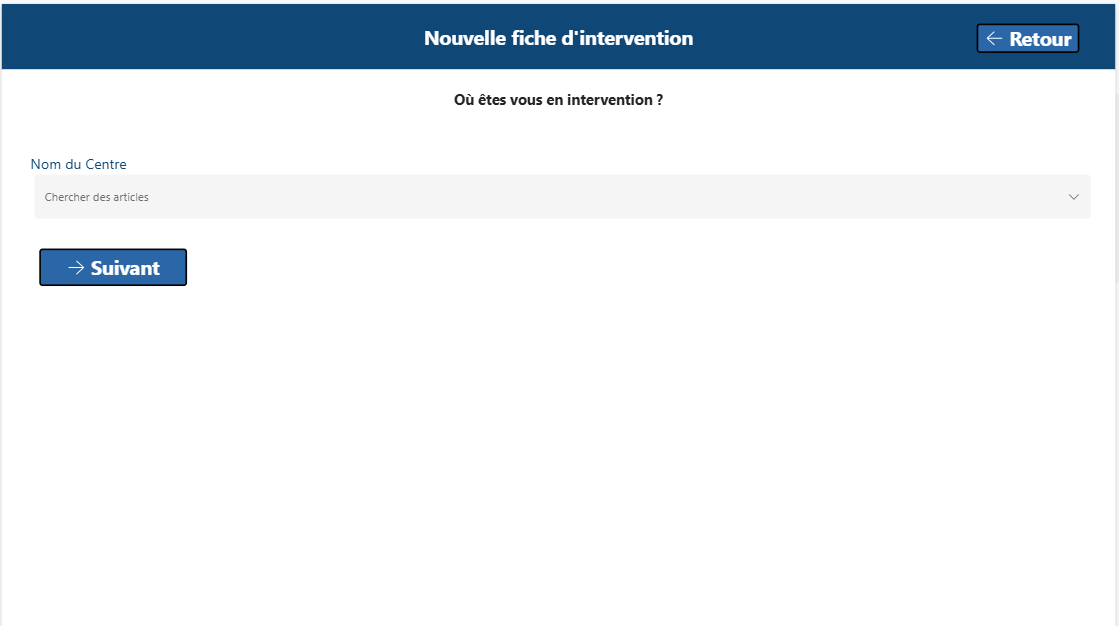 Nouvelle fiche d'intervention
← Retour
Où êtes vous en intervention ?
Nom du Centre
Chercher des articles
→ Suivant